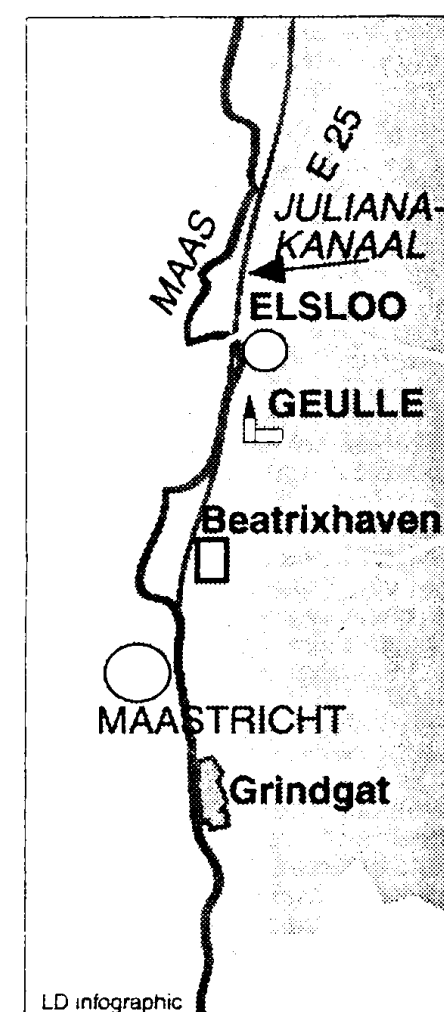 E 25
JULIANA-
KANAAL
MAAS
ELSLOO
GEULLE
Beatrixhaven
MAASTRICHT
Grindgat
LD infographic